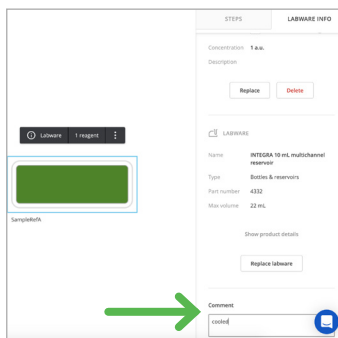 STEPS LABWARE INFO
Concentration 1 a.u.
Description
Replace Delete
Labware 1 reagent
LABWARE
Name INTEGRA 10 mL multichannel
reservoir
Type Bottles & reservoirs
Part number 4332
Max volume 22 mL
SampleRefA
Show product details
Replace labware
Comment
cooled